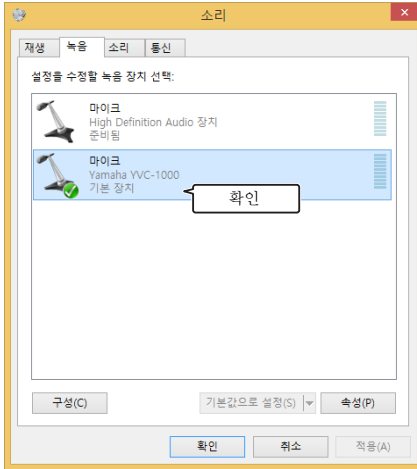 소리
재생 녹음 소리 통신
설정을 수정할 녹음 장치 선택:
마이크
High Definition Audio 장치
준비됨
마이크
Yamaha YVC-1000
기본 장치
확인
구성(C) 기본값으로 설정(S) 속성(P)
확인 취소 적용(A)